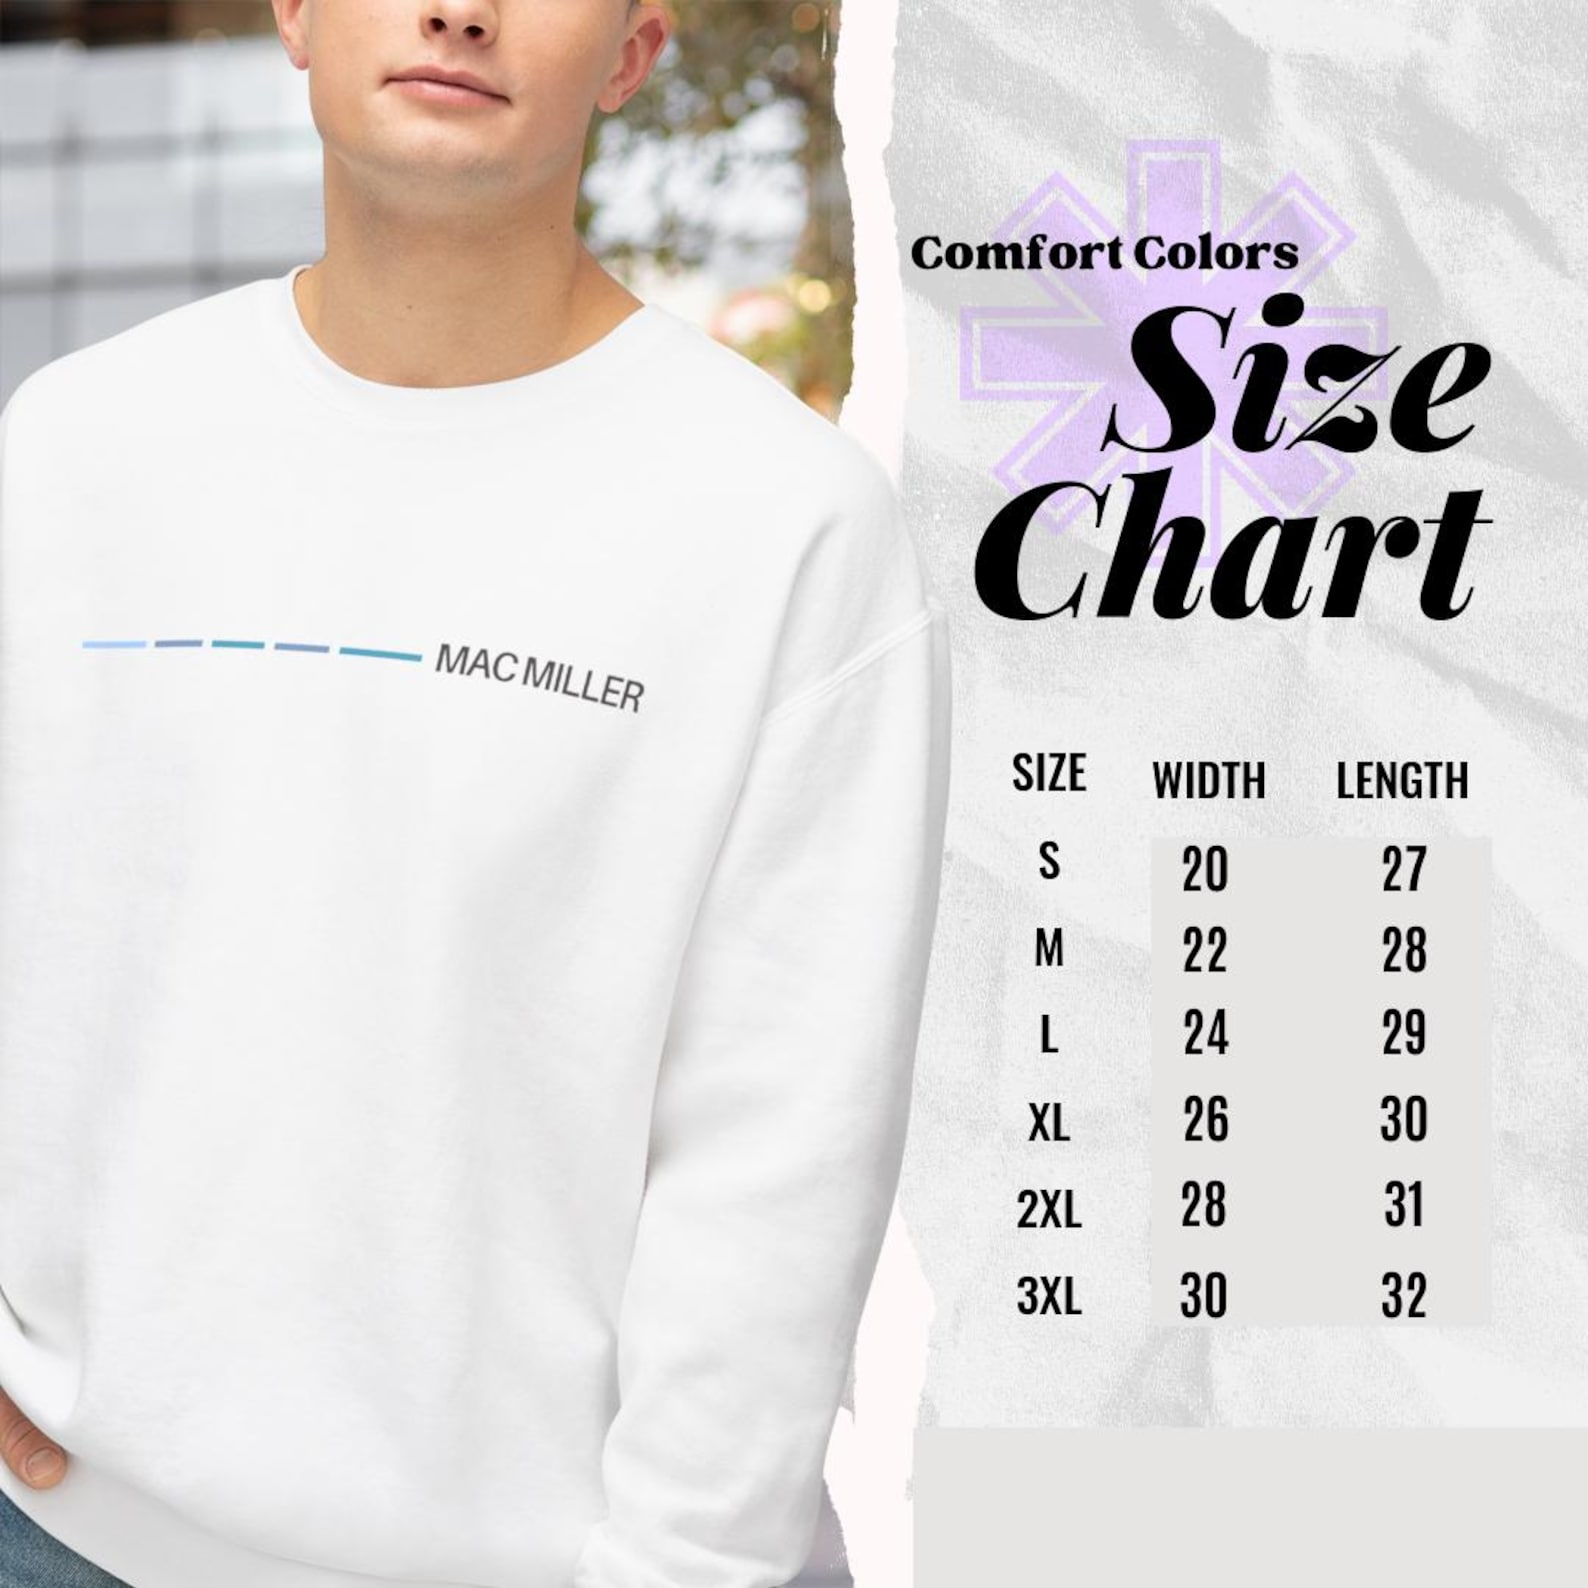 MAC MILLER
Comfort Colors
Size
Chart
SIZE WIDTH LENGTH
S 20 27
M 22 28
L 24 29
XL 26 30
2XL 28 31
3XL 30 32